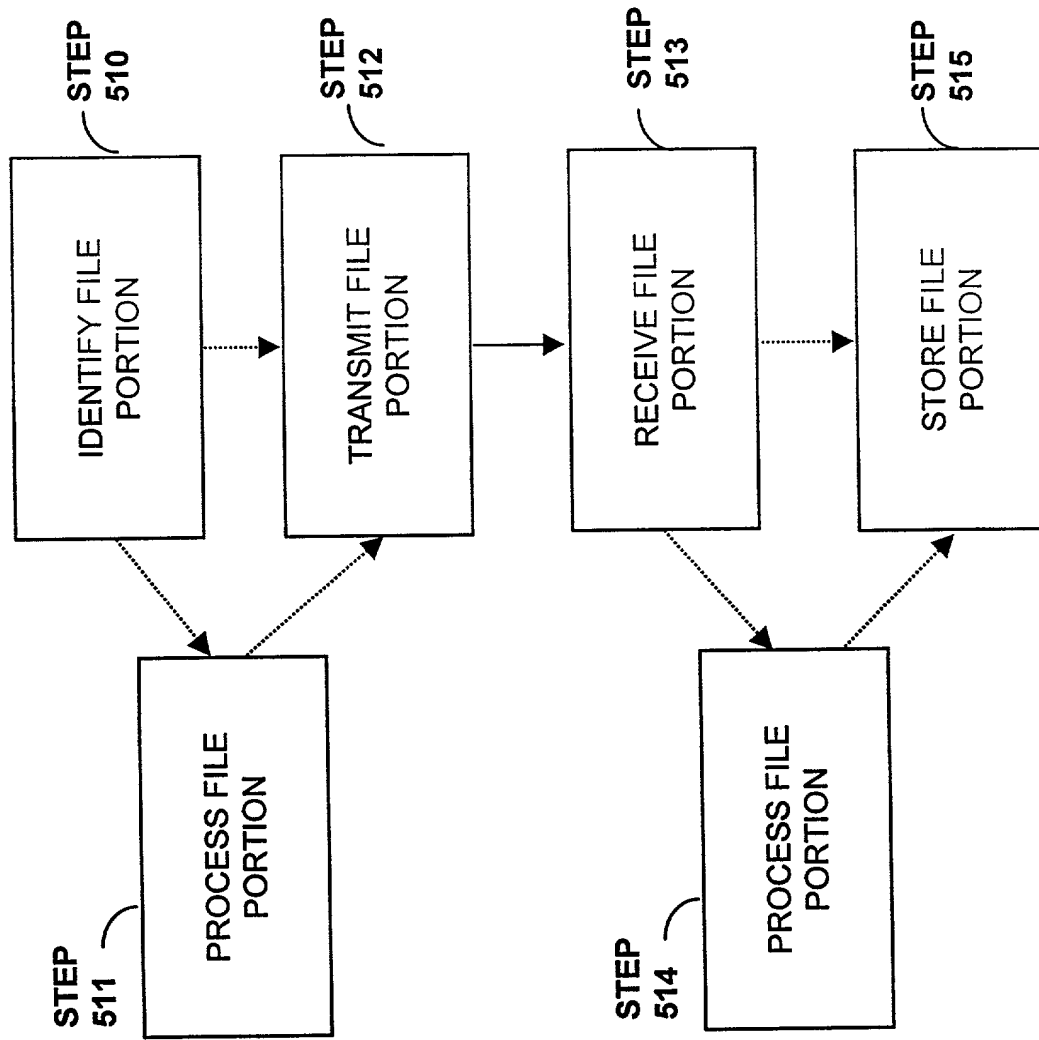 STEP
510
IDENTIFY FILE
PORTION
STEP
511
PROCESS FILE
PORTION
STEP
512
TRANSMIT FILE
PORTION
STEP
513
RECEIVE FILE
PORTION
STEP
514
PROCESS FILE
PORTION
STEP
515
STORE FILE
PORTION